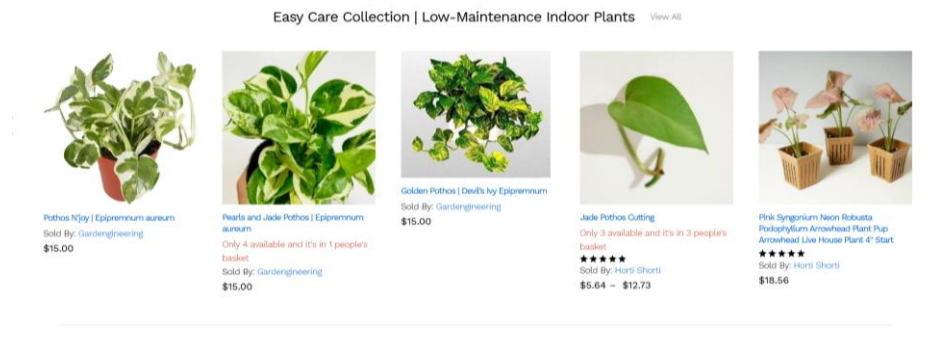 Easy Care Collection | Low-Maintenance Indoor Plants View All
Pothos N'joy | Epipremnum aureum
Sold By: Gardengineering
$15.00
Pearls and Jade Pothos | Epipremnum
aureum
Only 4 available and it's in 1 people's
basket
Sold By: Gardengineering
$15.00
Golden Pothos | Devil's Ivy Epipremnum
Sold By: Gardengineering
$15.00
Jade Pothos Cutting
Only 3 available and it's in 3 people's
basket
★★★★★
Sold By: Horti Shorti
$5.64 – $12.73
Pink Syngonium Neon Robusta
Podophyllum Arrowhead Plant Pup
Arrowhead Live House Plant 4" Start
★★★★★
Sold By: Horti Shorti
$18.56